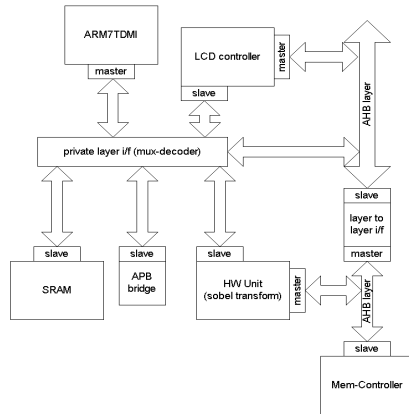 ARM7TDMI
master
LCD controller
master
slave
AHB layer
private layer i/f (mux-decoder)
slave
layer to
layer i/f
master
slave
SRAM
slave
APB
bridge
slave
HW Unit
(sobel transform)
master
AHB layer
slave
Mem-Controller